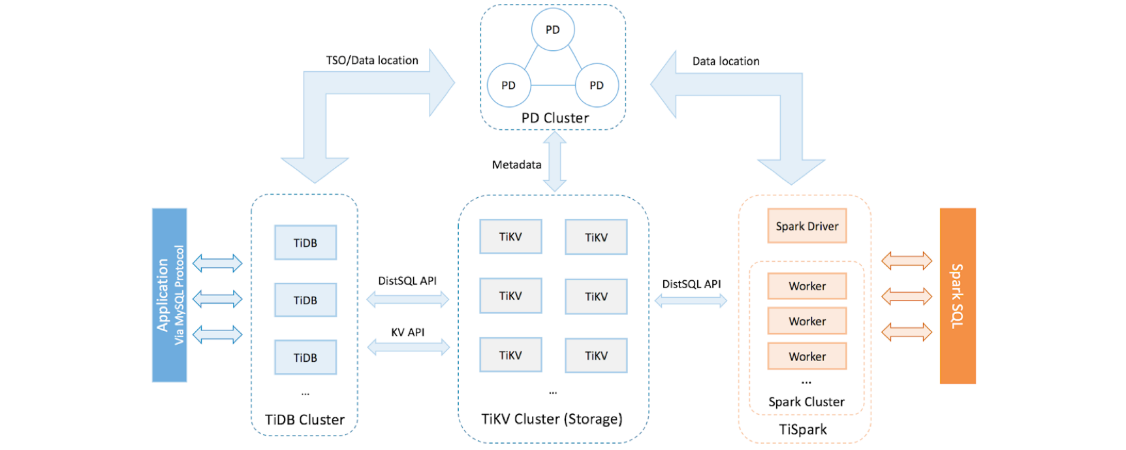 PD
TSO/Data location
Data location
PD
PD
PD Cluster
Metadata
Application
Via MySQL Protocol
TiDB
TiDB
TiDB
...
TiDB Cluster
DistSQL API
KV API
TiKV
TiKV
TiKV
TiKV
TiKV
TiKV
...
TiKV Cluster (Storage)
DistSQL API
Spark Driver
Worker
Worker
Worker
...
Spark Cluster
TiSpark
Spark SQL